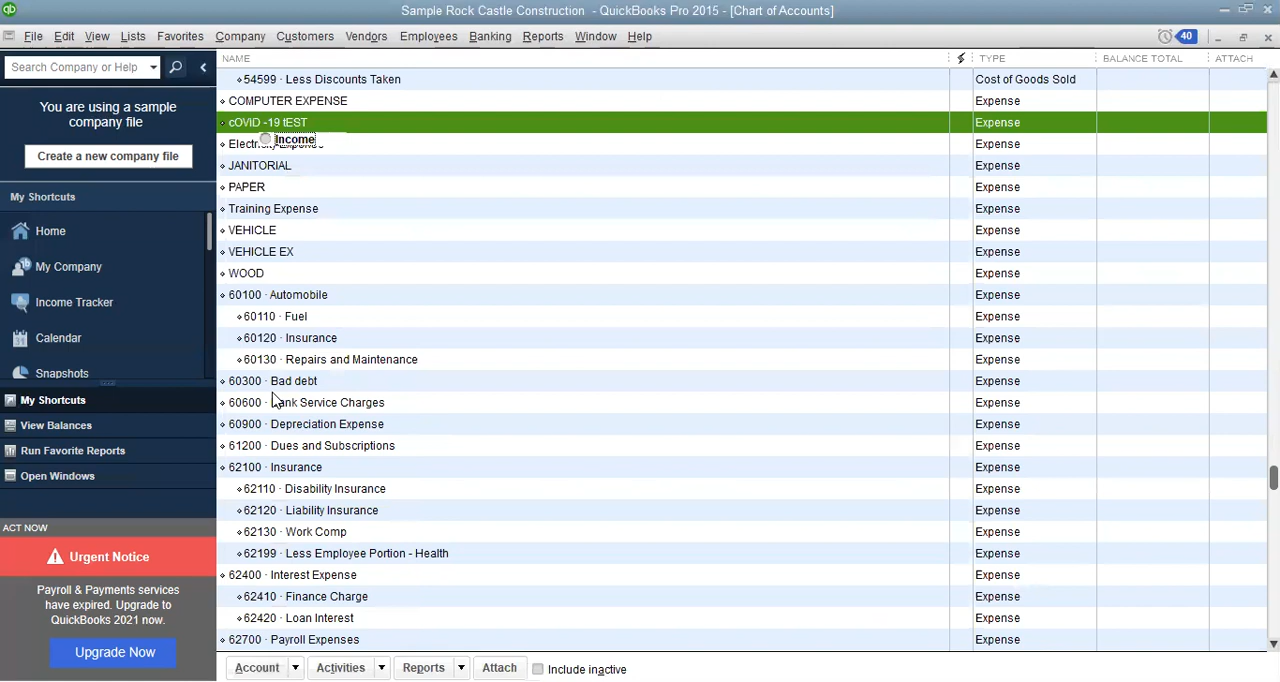 Sample Rock Castle Construction - QuickBooks Pro 2015 - [Chart of Accounts]
File Edit View Lists Favorites Company Customers Vendors Employees Banking Reports Window Help 40
Search Company or Help
You are using a sample
company file
Create a new company file
My Shortcuts
Home
My Company
Income Tracker
Calendar
Snapshots
My Shortcuts
View Balances
Run Favorite Reports
Open Windows
ACT NOW
Urgent Notice
Payroll & Payments services
have expired. Upgrade to
QuickBooks 2021 now.
Upgrade Now
NAME TYPE BALANCE TOTAL ATTACH
54599 · Less Discounts Taken Cost of Goods Sold
COMPUTER EXPENSE Expense
cOVID -19 tEST Expense
Income
Expense
JANITORIAL Expense
PAPER Expense
Training Expense Expense
VEHICLE Expense
VEHICLE EX Expense
WOOD Expense
60100 · Automobile Expense
60110 · Fuel Expense
60120 · Insurance Expense
60130 · Repairs and Maintenance Expense
60300 · Bad debt Expense
60600 · Bank Service Charges Expense
60900 · Depreciation Expense Expense
61200 · Dues and Subscriptions Expense
62100 · Insurance Expense
62110 · Disability Insurance Expense
62120 · Liability Insurance Expense
62130 · Work Comp Expense
62199 · Less Employee Portion - Health Expense
62400 · Interest Expense Expense
62410 · Finance Charge Expense
62420 · Loan Interest Expense
62700 · Payroll Expenses Expense
Account Activities Reports Attach Include inactive